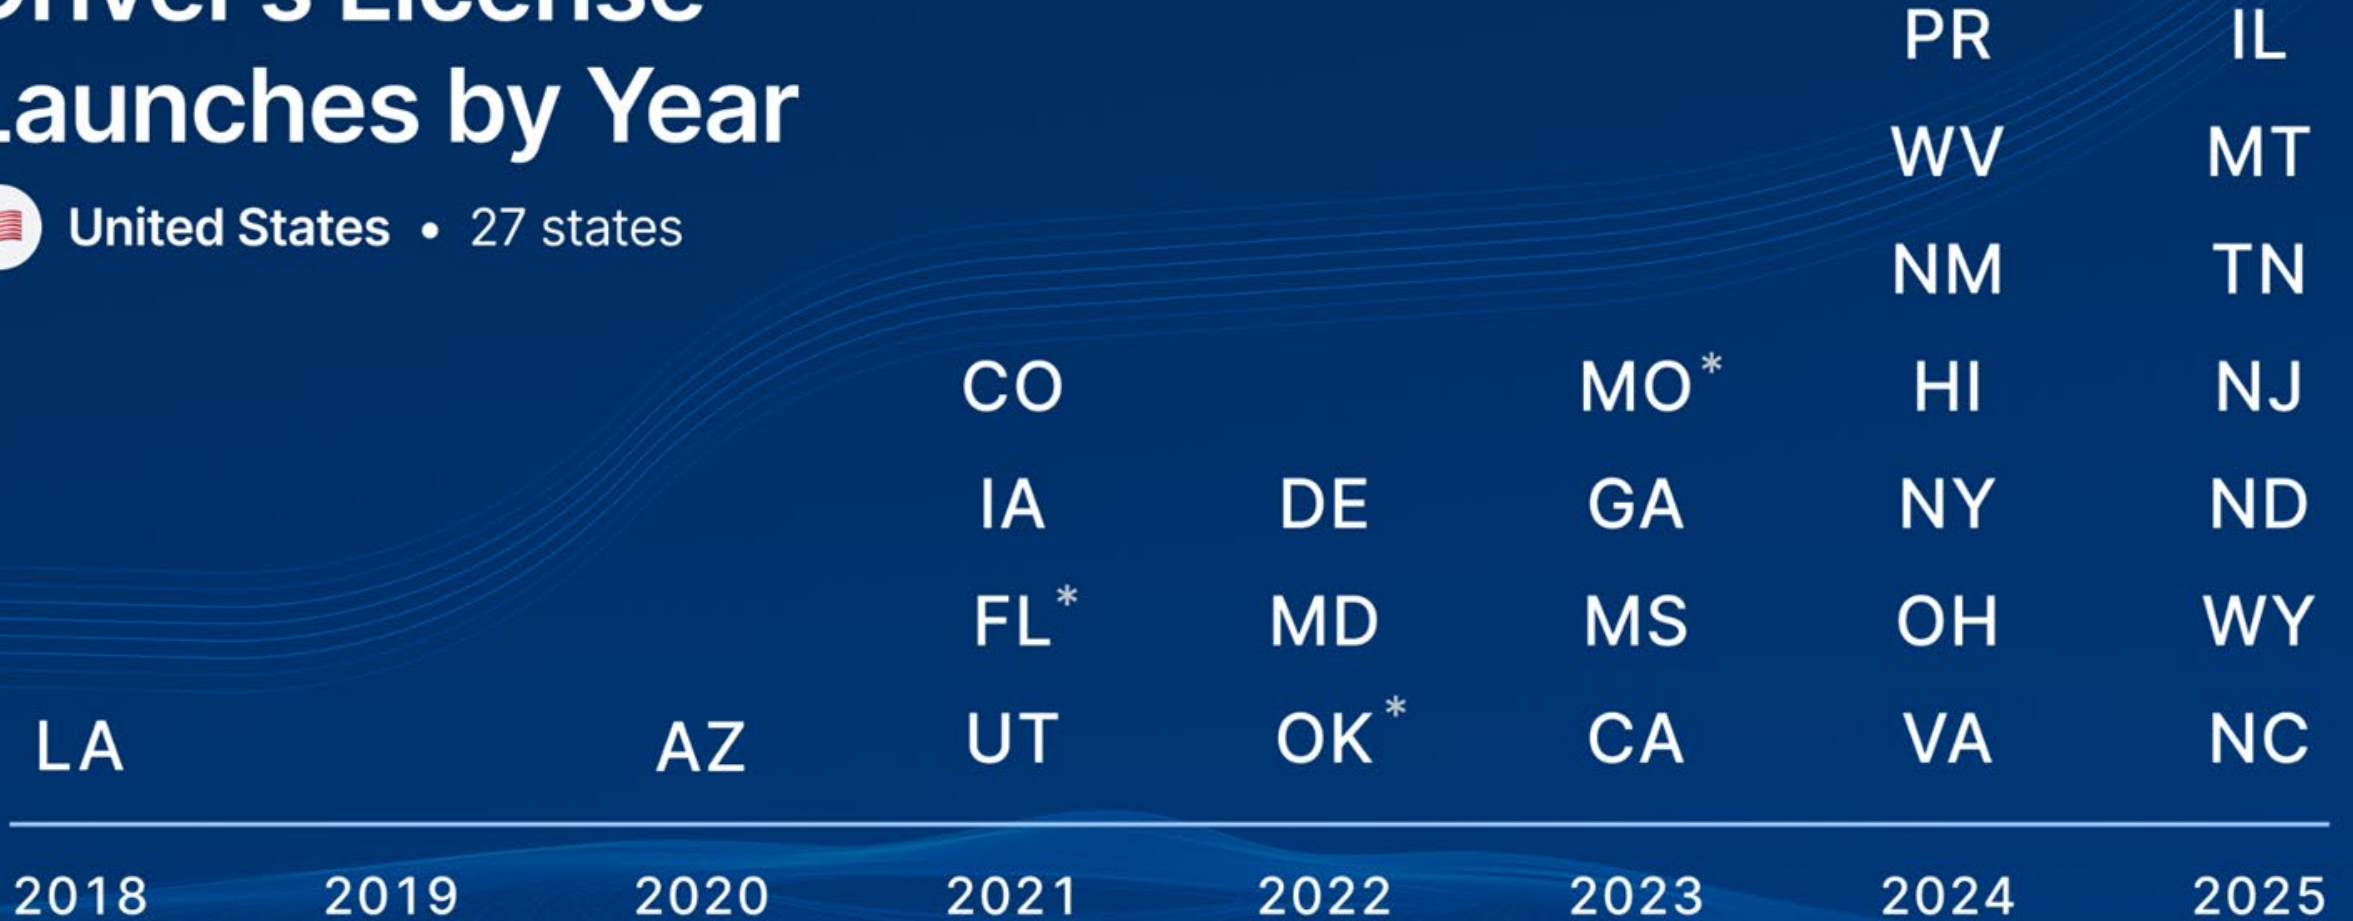 Driver's License
Launches by Year
United States • 27 states
PR IL
WV MT
NM TN
CO MO* HI NJ
IA DE GA NY ND
FL* MD MS OH WY
LA AZ UT OK* CA VA NC
2018 2019 2020 2021 2022 2023 2024 2025